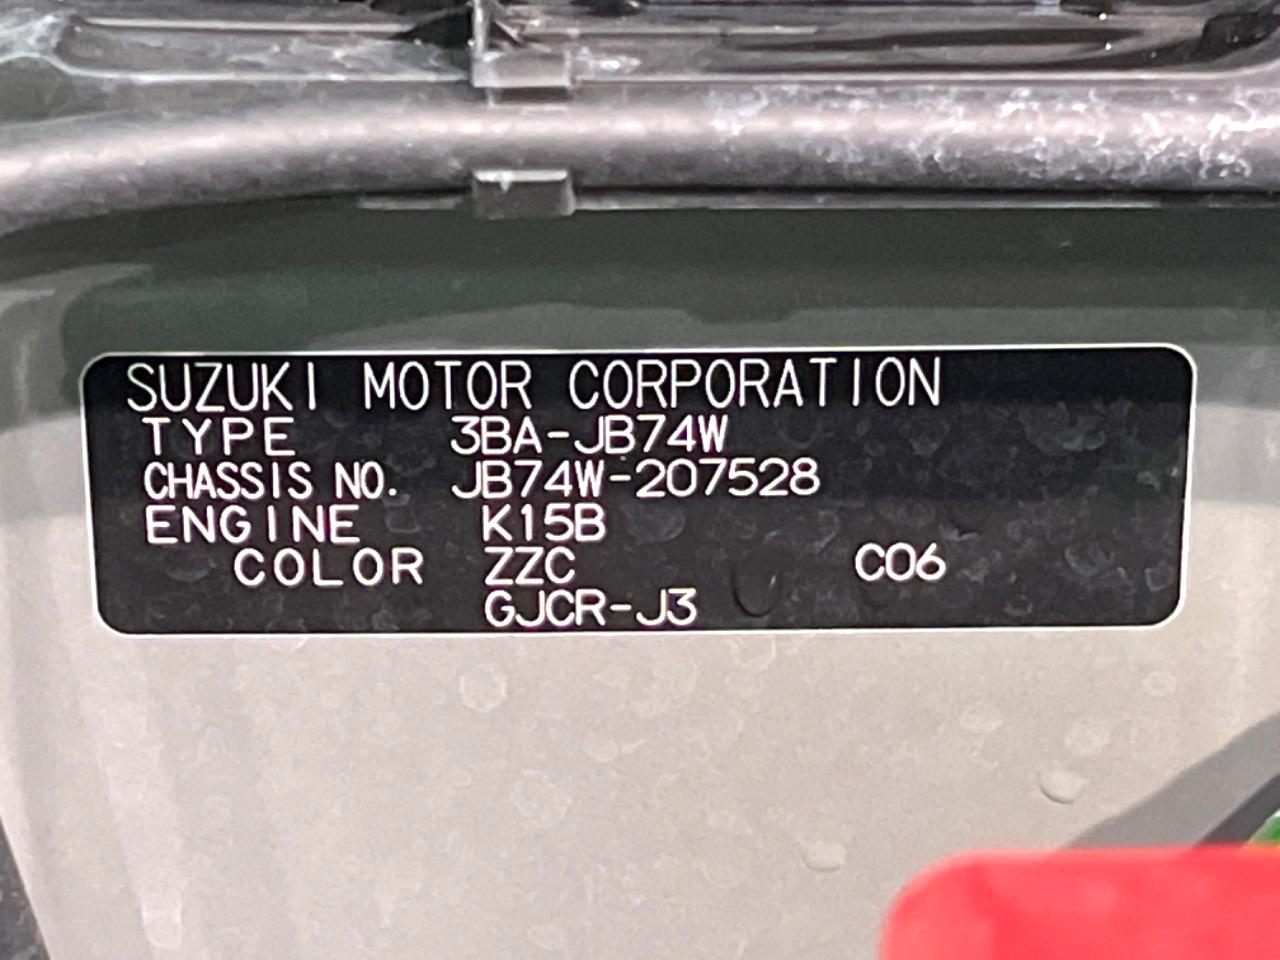 SUZUKI MOTOR CORPORATION
TYPE 3BA-JB74W
CHASSIS NO. JB74W-207528
ENGINE K15B
COLOR ZZC C06
GJCR-J3